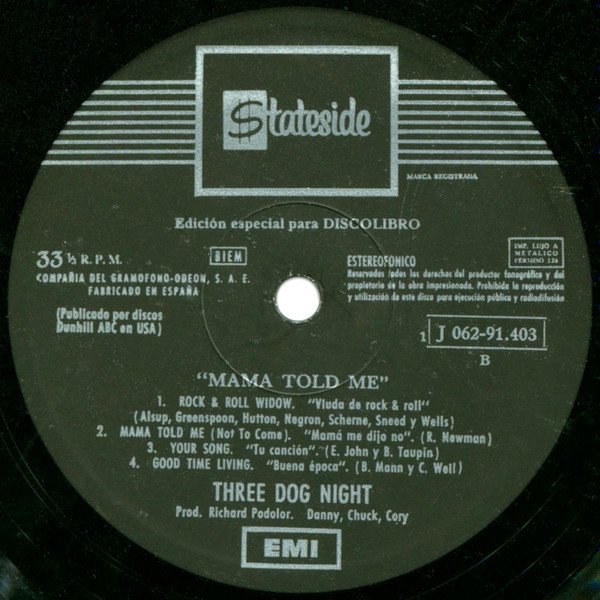 $tateside
MARCA REGISTRADA
Edición especial para DISCOLIBRO
33 ⅓ R. P. M.
BIEM
COMPAÑIA DEL GRAMOFONO-ODEON, S. A. E.
FABRICADO EN ESPAÑA
(Publicado por discos
Dunhill ABC en USA)
ESTEREOFONICO
Reservados todos los derechos del productor fonográfico y del
propietario de la obra impresionada. Prohibida la reproducción
y utilización de este disco para ejecución pública y radiodifusión
IMP. LUJO A
METALICO
PERMISO 126
1 J 062-91.403
B
"MAMA TOLD ME"
1. ROCK & ROLL WIDOW. "Viuda de rock & roll"
(Alsup, Greenspoon, Hutton, Negron, Scherne, Sneed y Wells)
2. MAMA TOLD ME (Not To Come). "Mamá me dijo no". (R. Newman)
3. YOUR SONG. "Tu canción". (E. John y B. Taupin)
4. GOOD TIME LIVING. "Buena época". (B. Mann y C. Well)
THREE DOG NIGHT
Prod. Richard Podolor. Danny, Chuck, Cory
EMI